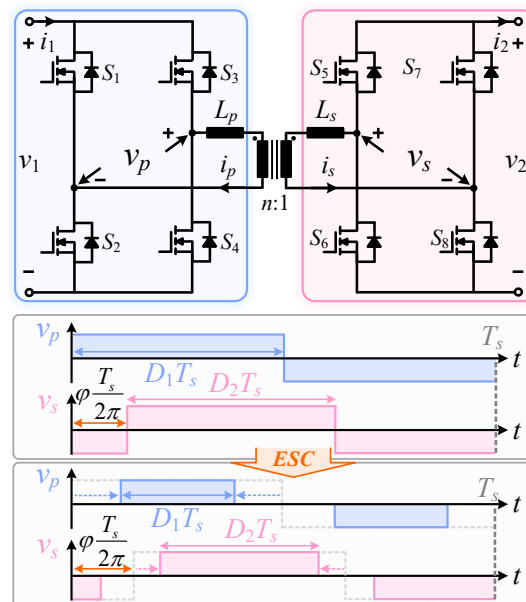 + i₁ S₁ S₃ S₅ S₇ i₂ +
Lₚ Lₛ
v₁ vₚ + + vₛ v₂
− iₚ iₛ −
n:1
S₂ S₄ S₆ S₈
− −
vₚ Tₛ
D₁Tₛ t
vₛ φ Tₛ/2π D₂Tₛ
t
ESC
vₚ Tₛ
D₁Tₛ t
vₛ φ Tₛ/2π D₂Tₛ
t